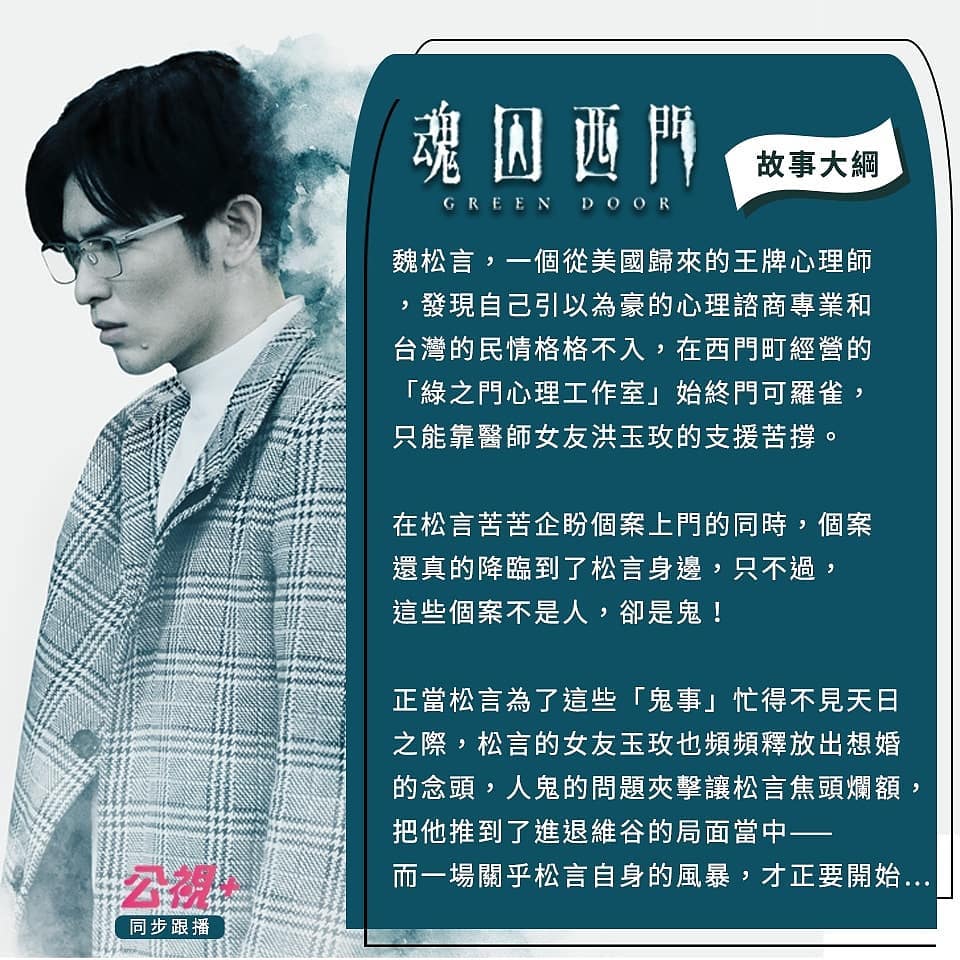 魂囚西門
GREEN DOOR
故事大綱
魏松言，一個從美國歸來的王牌心理師
，發現自己引以為豪的心理諮商專業和
台灣的民情格格不入，在西門町經營的
「綠之門心理工作室」始終門可羅雀，
只能靠醫師女友洪玉玫的支援苦撐。
在松言苦苦企盼個案上門的同時，個案
還真的降臨到了松言身邊，只不過，
這些個案不是人，卻是鬼！
正當松言為了這些「鬼事」忙得不見天日
之際，松言的女友玉玫也頻頻釋放出想婚
的念頭，人鬼的問題夾擊讓松言焦頭爛額，
把他推到了進退維谷的局面當中——
而一場關乎松言自身的風暴，才正要開始...
公視+
同步跟播